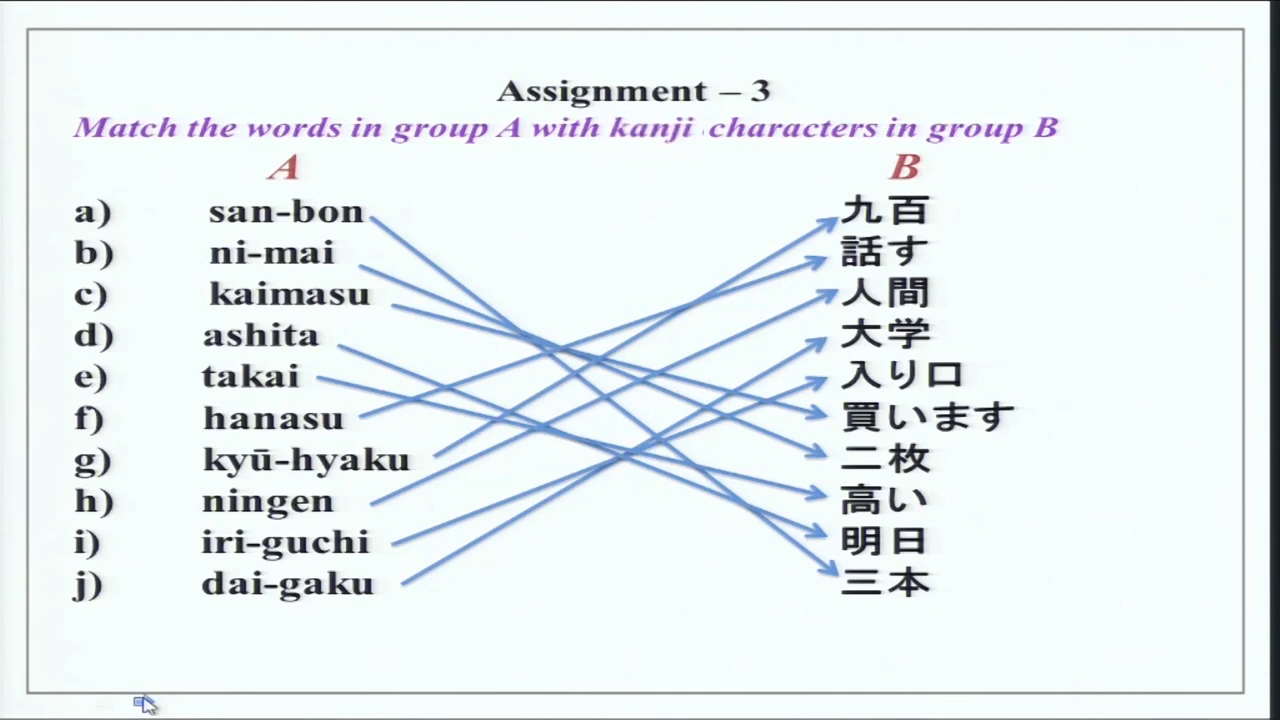 Assignment – 3
Match the words in group A with kanji characters in group B
A B
a) san-bon 九百
b) ni-mai 話す
c) kaimasu 人間
d) ashita 大学
e) takai 入り口
f) hanasu 買います
g) kyū-hyaku 二枚
h) ningen 高い
i) iri-guchi 明日
j) dai-gaku 三本